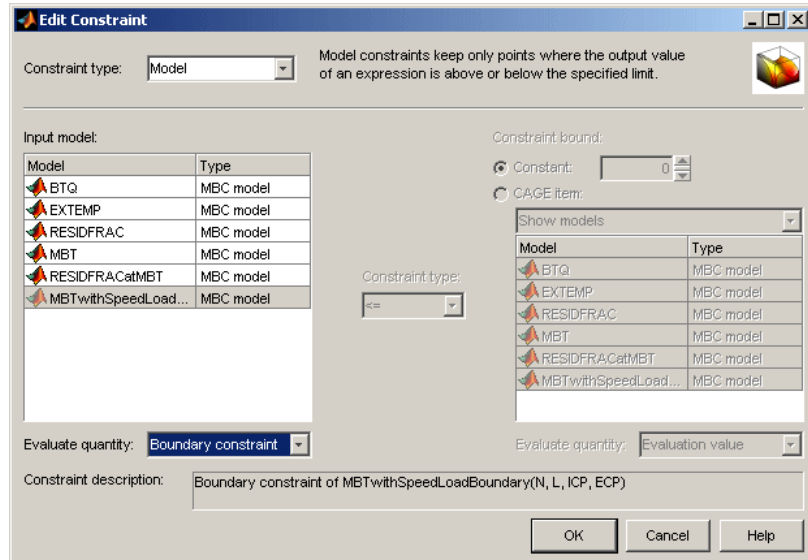 Edit Constraint
Constraint type: Model
Model constraints keep only points where the output value
of an expression is above or below the specified limit.
Input model:
Model Type
BTQ MBC model
EXTEMP MBC model
RESIDFRAC MBC model
MBT MBC model
RESIDFRACatMBT MBC model
MBTwithSpeedLoad... MBC model
Evaluate quantity: Boundary constraint
Constraint type:
<=
Constraint bound:
Constant: 0
CAGE item:
Show models
Model Type
BTQ MBC model
EXTEMP MBC model
RESIDFRAC MBC model
MBT MBC model
RESIDFRACatMBT MBC model
MBTwithSpeedLoad... MBC model
Evaluate quantity: Evaluation value
Constraint description: Boundary constraint of MBTwithSpeedLoadBoundary(N, L, ICP, ECP)
OK Cancel Help